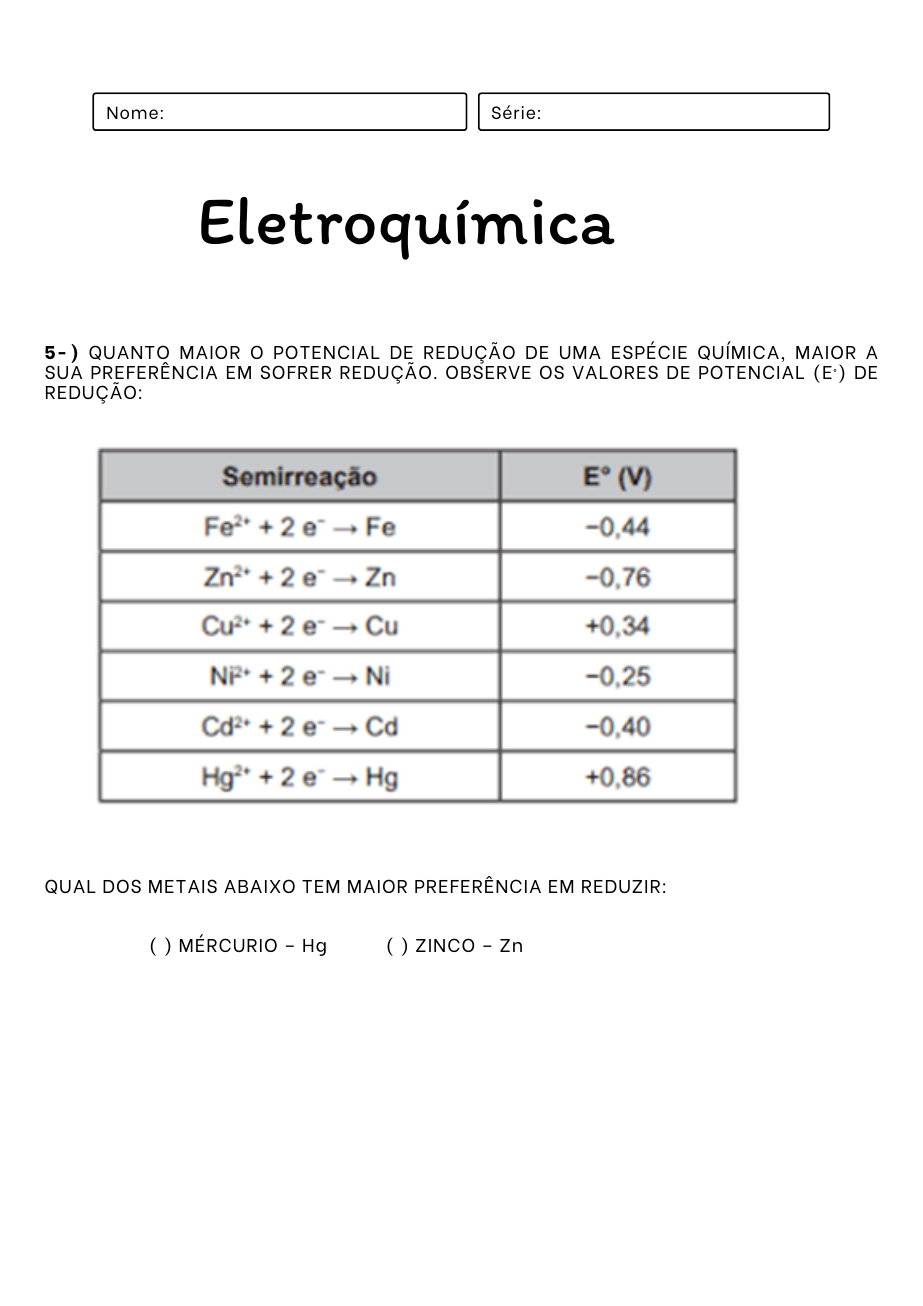 Nome:
Série:
Eletroquímica
5-) QUANTO MAIOR O POTENCIAL DE REDUÇÃO DE UMA ESPÉCIE QUÍMICA, MAIOR A
SUA PREFERÊNCIA EM SOFRER REDUÇÃO. OBSERVE OS VALORES DE POTENCIAL (E°) DE
REDUÇÃO:
Semirreação E° (V)
Fe²⁺ + 2 e⁻ → Fe −0,44
Zn²⁺ + 2 e⁻ → Zn −0,76
Cu²⁺ + 2 e⁻ → Cu +0,34
Ni²⁺ + 2 e⁻ → Ni −0,25
Cd²⁺ + 2 e⁻ → Cd −0,40
Hg²⁺ + 2 e⁻ → Hg +0,86
QUAL DOS METAIS ABAIXO TEM MAIOR PREFERÊNCIA EM REDUZIR:
( ) MÉRCURIO – Hg ( ) ZINCO – Zn